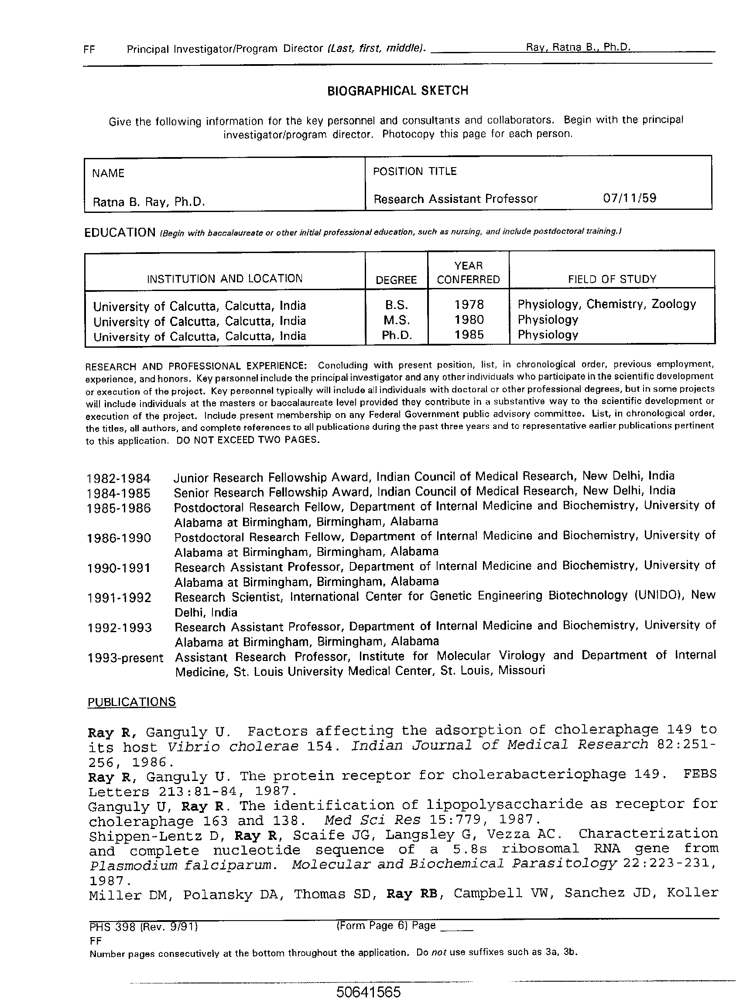 FF Principal Investigator/Program Director (Last, first, middle). Ray, Ratna B., Ph.D.
BIOGRAPHICAL SKETCH
Give the following information for the key personnel and consultants and collaborators. Begin with the principal
investigator/program director. Photocopy this page for each person.
NAME POSITION TITLE
Ratna B. Ray, Ph.D. Research Assistant Professor 07/11/59
EDUCATION (Begin with baccalaureate or other initial professional education, such as nursing, and include postdoctoral training.)
INSTITUTION AND LOCATION DEGREE YEAR CONFERRED FIELD OF STUDY
University of Calcutta, Calcutta, India B.S. 1978 Physiology, Chemistry, Zoology
University of Calcutta, Calcutta, India M.S. 1980 Physiology
University of Calcutta, Calcutta, India Ph.D. 1985 Physiology
RESEARCH AND PROFESSIONAL EXPERIENCE: Concluding with present position, list, in chronological order, previous employment,
experience, and honors. Key personnel include the principal investigator and any other individuals who participate in the scientific development
or execution of the project. Key personnel typically will include all individuals with doctoral or other professional degrees, but in some projects
will include individuals at the masters or baccalaureate level provided they contribute in a substantive way to the scientific development or
execution of the project. Include present membership on any Federal Government public advisory committee. List, in chronological order,
the titles, all authors, and complete references to all publications during the past three years and to representative earlier publications pertinent
to this application. DO NOT EXCEED TWO PAGES.
1982-1984 Junior Research Fellowship Award, Indian Council of Medical Research, New Delhi, India
1984-1985 Senior Research Fellowship Award, Indian Council of Medical Research, New Delhi, India
1985-1986 Postdoctoral Research Fellow, Department of Internal Medicine and Biochemistry, University of
Alabama at Birmingham, Birmingham, Alabama
1986-1990 Postdoctoral Research Fellow, Department of Internal Medicine and Biochemistry, University of
Alabama at Birmingham, Birmingham, Alabama
1990-1991 Research Assistant Professor, Department of Internal Medicine and Biochemistry, University of
Alabama at Birmingham, Birmingham, Alabama
1991-1992 Research Scientist, International Center for Genetic Engineering Biotechnology (UNIDO), New
Delhi, India
1992-1993 Research Assistant Professor, Department of Internal Medicine and Biochemistry, University of
Alabama at Birmingham, Birmingham, Alabama
1993-present Assistant Research Professor, Institute for Molecular Virology and Department of Internal
Medicine, St. Louis University Medical Center, St. Louis, Missouri
PUBLICATIONS
Ray R, Ganguly U. Factors affecting the adsorption of choleraphage 149 to
its host Vibrio cholerae 154. Indian Journal of Medical Research 82:251-
256, 1986.
Ray R, Ganguly U. The protein receptor for cholerabacteriophage 149. FEBS
Letters 213:81-84, 1987.
Ganguly U, Ray R. The identification of lipopolysaccharide as receptor for
choleraphage 163 and 138. Med Sci Res 15:779, 1987.
Shippen-Lentz D, Ray R, Scaife JG, Langsley G, Vezza AC. Characterization
and complete nucleotide sequence of a 5.8s ribosomal RNA gene from
Plasmodium falciparum. Molecular and Biochemical Parasitology 22:223-231,
1987.
Miller DM, Polansky DA, Thomas SD, Ray RB, Campbell VW, Sanchez JD, Koller
PHS 398 (Rev. 9/91) (Form Page 6) Page
FF
Number pages consecutively at the bottom throughout the application. Do not use suffixes such as 3a, 3b.
50641565